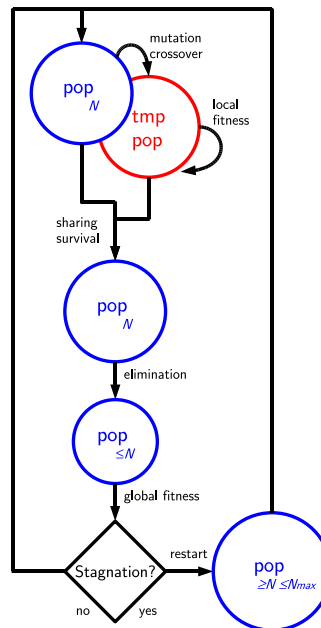 mutation
crossover
pop
N
tmp
pop
local
fitness
sharing
survival
pop
N
elimination
pop
≤N
global fitness
Stagnation?
restart
no
yes
pop
≥N ≤Nmax